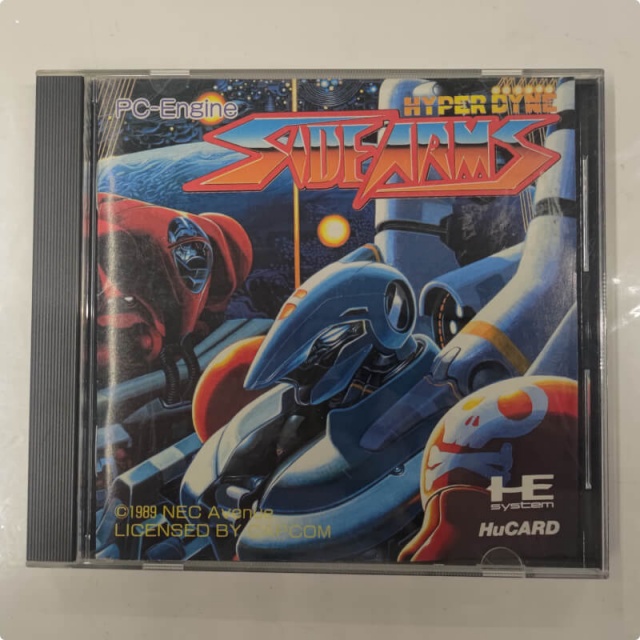 PC-Engine
HYPER DYNE
SIDE ARMS
©1989 NEC Avenue
LICENSED BY CAPCOM
HE
system
HuCARD